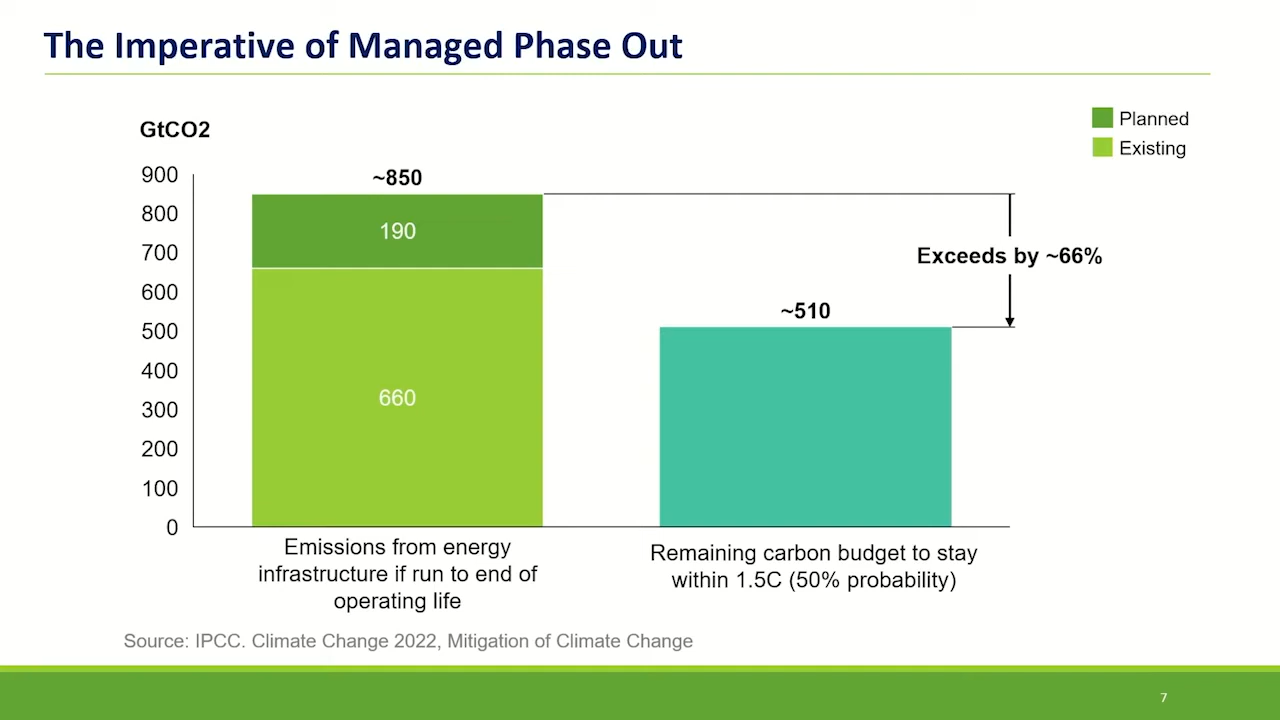 The Imperative of Managed Phase Out
GtCO2
Planned
Existing
900
800
700
600
500
400
300
200
100
0
~850
190
660
Exceeds by ~66%
~510
Emissions from energy
infrastructure if run to end of
operating life
Remaining carbon budget to stay
within 1.5C (50% probability)
Source: IPCC. Climate Change 2022, Mitigation of Climate Change
7